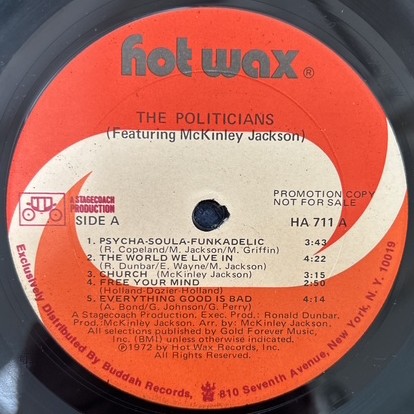 hot wax ®
THE POLITICIANS
(Featuring McKinley Jackson)
A STAGECOACH
PRODUCTION
SIDE A
PROMOTION COPY
NOT FOR SALE
HA 711 A
1. PSYCHA-SOULA-FUNKADELIC 3:43
(R. Copeland/M. Jackson/M. Griffin)
2. THE WORLD WE LIVE IN 4:22
(R. Dunbar/E. Wayne/M. Jackson)
3. CHURCH (McKinley Jackson) 3:15
4. FREE YOUR MIND 2:50
(Holland-Dozier-Holland)
5. EVERYTHING GOOD IS BAD 4:14
(A. Bond/G. Johnson/G. Perry)
A Stagecoach Production, Exec. Prod.: Ronald Dunbar.
Prod.: McKinley Jackson. Arr. by: McKinley Jackson.
All selections published by Gold Forever Music,
Inc. (BMI) unless otherwise indicated.
℗1972 by Hot Wax Records, Inc.
All Rights Reserved.
Exclusively Distributed By Buddah Records, 810 Seventh Avenue, New York, N.Y. 10019